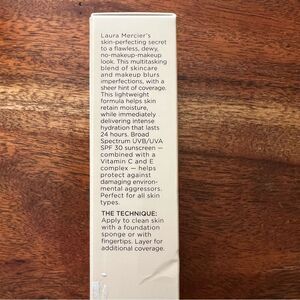 Laura Mercier's
skin-perfecting secret
to a flawless, dewy,
no-makeup-makeup
look. This multitasking
blend of skincare
and makeup blurs
imperfections, with a
sheer hint of coverage.
This lightweight
formula helps skin
retain moisture,
while immediately
delivering intense
hydration that lasts
24 hours. Broad
Spectrum UVB/UVA
SPF 30 sunscreen —
combined with a
Vitamin C and E
complex — helps
protect against
damaging environ-
mental aggressors.
Perfect for all skin
types.
THE TECHNIQUE:
Apply to clean skin
with a foundation
sponge or with
fingertips. Layer for
additional coverage.